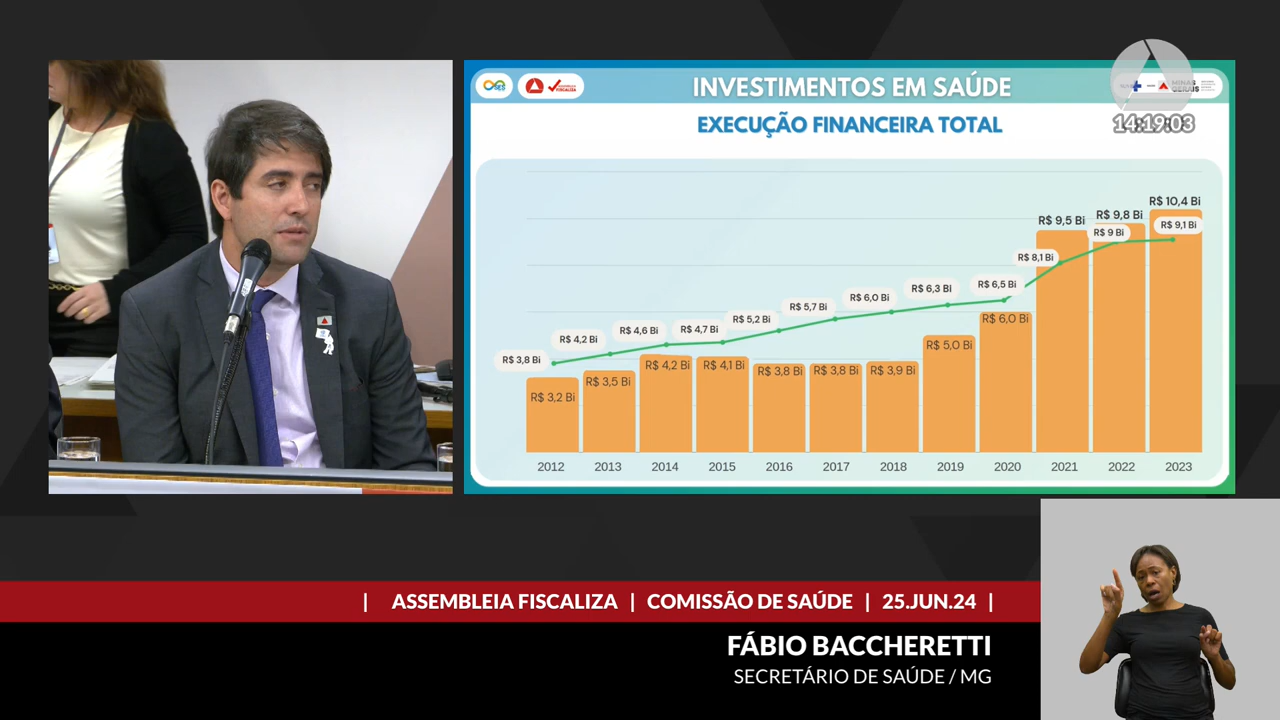 INVESTIMENTOS EM SAÚDE
EXECUÇÃO FINANCEIRA TOTAL
14:19:03
R$ 3,8 Bi
R$ 4,2 Bi
R$ 4,6 Bi
R$ 4,7 Bi
R$ 5,2 Bi
R$ 5,7 Bi
R$ 6,0 Bi
R$ 6,3 Bi
R$ 6,5 Bi
R$ 8,1 Bi
R$ 9 Bi
R$ 9,1 Bi
R$ 3,2 Bi
R$ 3,5 Bi
R$ 4,2 Bi
R$ 4,1 Bi
R$ 3,8 Bi
R$ 3,8 Bi
R$ 3,9 Bi
R$ 5,0 Bi
R$ 6,0 Bi
R$ 9,5 Bi
R$ 9,8 Bi
R$ 10,4 Bi
2012 2013 2014 2015 2016 2017 2018 2019 2020 2021 2022 2023
| ASSEMBLEIA FISCALIZA | COMISSÃO DE SAÚDE | 25.JUN.24 |
FÁBIO BACCHERETTI
SECRETÁRIO DE SAÚDE / MG